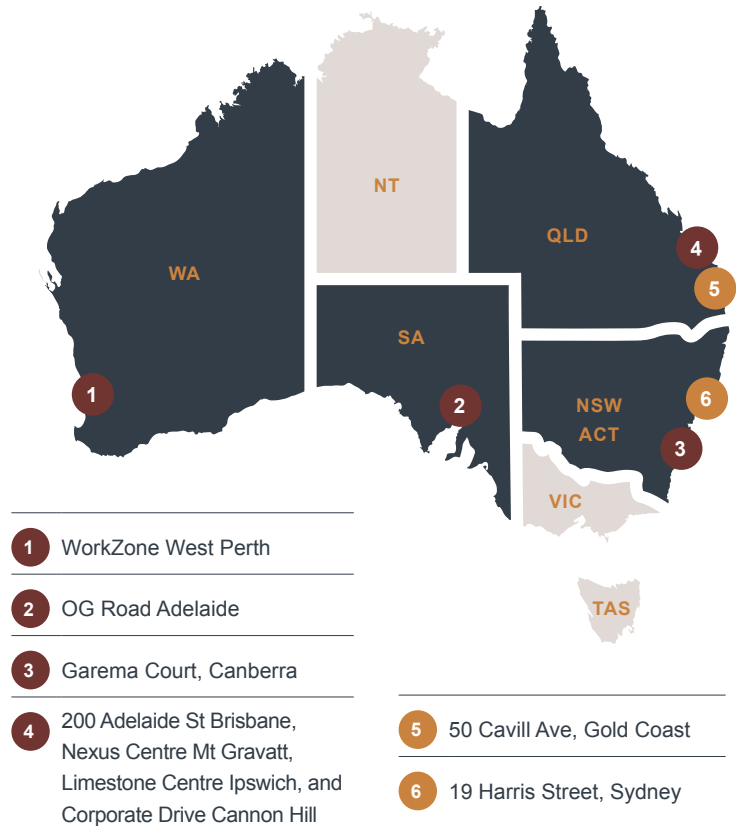 NT
QLD
4
5
WA
SA
1
2
NSW
ACT
6
3
VIC
TAS
1 WorkZone West Perth
2 OG Road Adelaide
3 Garema Court, Canberra
4 200 Adelaide St Brisbane,
Nexus Centre Mt Gravatt,
Limestone Centre Ipswich, and
Corporate Drive Cannon Hill
5 50 Cavill Ave, Gold Coast
6 19 Harris Street, Sydney